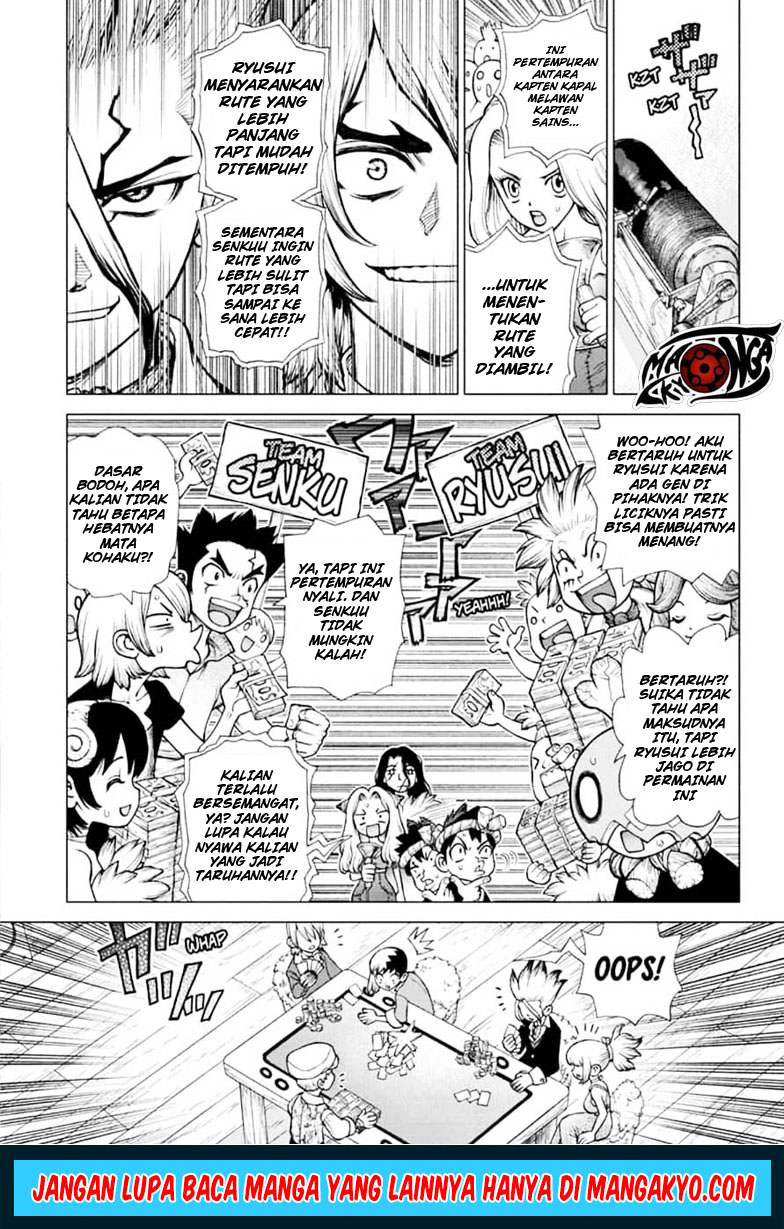 KZT
KZT
INI
PERTEMPURAN
ANTARA
KAPTEN KAPAL
MELAWAN
KAPTEN
SAINS...
...UNTUK
MENEN-
TUKAN
RUTE
YANG
DIAMBIL!
RYUSUI
MENYARANKAN
RUTE YANG
LEBIH
PANJANG
TAPI MUDAH
DITEMPUH!
SEMENTARA
SENKUU INGIN
RUTE YANG
LEBIH SULIT
TAPI BISA
SAMPAI KE
SANA LEBIH
CEPAT!!
MANGA
KYO
WOO-HOO! AKU
BERTARUH UNTUK
RYUSUI KARENA
ADA GEN DI
PIHAKNYA! TRIK
LICIKNYA PASTI
BISA MEMBUATNYA
MENANG!
TEAM
RYUSUI
TEAM
SENKU
YEAHHH!
BERTARUH?!
SUIKA TIDAK
TAHU APA
MAKSUDNYA
ITU, TAPI
RYUSUI LEBIH
JAGO DI
PERMAINAN
INI
DASAR
BODOH, APA
KALIAN TIDAK
TAHU BETAPA
HEBATNYA
MATA
KOHAKU?!
YA, TAPI INI
PERTEMPURAN
NYALI. DAN
SENKUU
TIDAK
MUNGKIN
KALAH!
KALIAN
TERLALU
BERSEMANGAT,
YA? JANGAN
LUPA KALAU
NYAWA KALIAN
YANG JADI
TARUHANNYA!!
OOPS!
WHAP
JANGAN LUPA BACA MANGA YANG LAINNYA HANYA DI MANGAKYO.COM